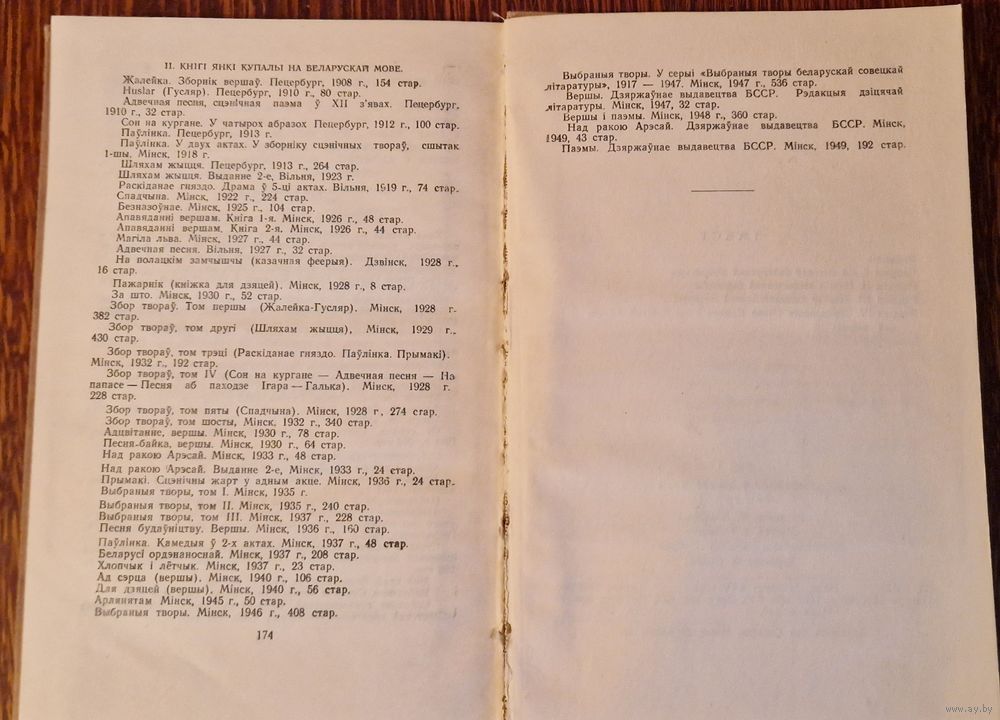 II. КНІГІ ЯНКІ КУПАЛЫ НА БЕЛАРУСКАЙ МОВЕ.
Жалейка. Зборнік вершаў. Пецербург, 1908 г., 154 стар.
Huslar (Гусляр). Пецербург, 1910 г., 80 стар.
Адвечная песня, сцэнічная паэма ў XII з'явах. Пецербург,
1910 г., 32 стар.
Сон на кургане. У чатырох абразох Пецербург, 1912 г., 100 стар.
Паўлінка. Пецербург, 1913 г.
Паўлінка. У двух актах. У зборніку сцэнічных твораў, сшытак
1-шы. Мінск, 1918 г.
Шляхам жыцця. Пецербург, 1913 г., 264 стар.
Шляхам жыцця. Выданне 2-е, Вільня, 1923 г.
Раскіданае гняздо. Драма ў 5-ці актах. Вільня, 1919 г., 74 стар.
Спадчына. Мінск, 1922 г., 224 стар.
Безназоўнае. Мінск, 1925 г., 104 стар.
Апавяданні вершам. Кніга 1-я. Мінск, 1926 г., 48 стар.
Апавяданні вершам. Кніга 2-я. Мінск, 1926 г., 44 стар.
Магіла льва. Мінск, 1927 г., 44 стар.
Адвечная песня. Вільня, 1927 г., 32 стар.
На полацкім замчышчы (казачная феерыя). Дзвінск, 1928 г.,
16 стар.
Пажарнік (кніжка для дзяцей). Мінск, 1928 г., 8 стар.
За што. Мінск, 1930 г., 52 стар.
Збор твораў. Том першы (Жалейка-Гусляр). Мінск, 1928 г.
382 стар.
Збор твораў, том другі (Шляхам жыцця), Мінск, 1929 г.,
430 стар.
Збор твораў, том трэці (Раскіданае гняздо. Паўлінка. Прымакі).
Мінск, 1932 г., 192 стар.
Збор твораў, том IV (Сон на кургане — Адвечная песня — На
папасе — Песня аб паходзе Ігара — Галька). Мінск, 1928 г.
228 стар.
Збор твораў, том пяты (Спадчына). Мінск, 1928 г, 274 стар.
Збор твораў, том шосты, Мінск. 1932 г., 340 стар.
Адцвітанне, вершы. Мінск, 1930 г., 78 стар.
Песня-байка, вершы. Мінск, 1930 г., 64 стар.
Над ракою Арэсай. Мінск, 1933 г., 48 стар.
Над ракою Арэсай. Выданне 2-е, Мінск, 1933 г., 24 стар.
Прымакі. Сцэнічны жарт у адным акце. Мінск, 1936 г., 24 стар.
Выбраныя творы, том I. Мінск, 1935 г.
Выбраныя творы, том II. Мінск, 1935 г., 240 стар.
Выбраныя творы, том III. Мінск, 1937 г., 228 стар.
Песня будаўніцтву. Вершы. Мінск, 1936 г., 160 стар.
Паўлінка. Камедыя ў 2-х актах. Мінск, 1937 г., 48 стар.
Беларусі ордэнаноснай. Мінск, 1937 г., 208 стар.
Хлопчык і лётчык. Мінск, 1937 г., 23 стар.
Ад сэрца (вершы). Мінск, 1940 г., 106 стар.
Для дзяцей (вершы). Мінск, 1940 г., 56 стар.
Арлянятам Мінск, 1945 г., 50 стар.
Выбраныя творы. Мінск, 1946 г., 408 стар.
174
Выбраныя творы. У серыі «Выбраныя творы беларускай совецкай
літаратуры», 1917 — 1947. Мінск, 1947 г., 536 стар.
Вершы. Дзяржаўнае выдавецтва БССР. Рэдакцыя дзіцячай
літаратуры. Мінск, 1947, 32 стар.
Вершы і паэмы. Мінск, 1948 г., 360 стар.
Над ракою Арэсай. Дзяржаўнае выдавецтва БССР. Мінск,
1949, 43 стар.
Паэмы. Дзяржаўнае выдавецтва БССР. Мінск, 1949, 192 стар.
www.ay.by